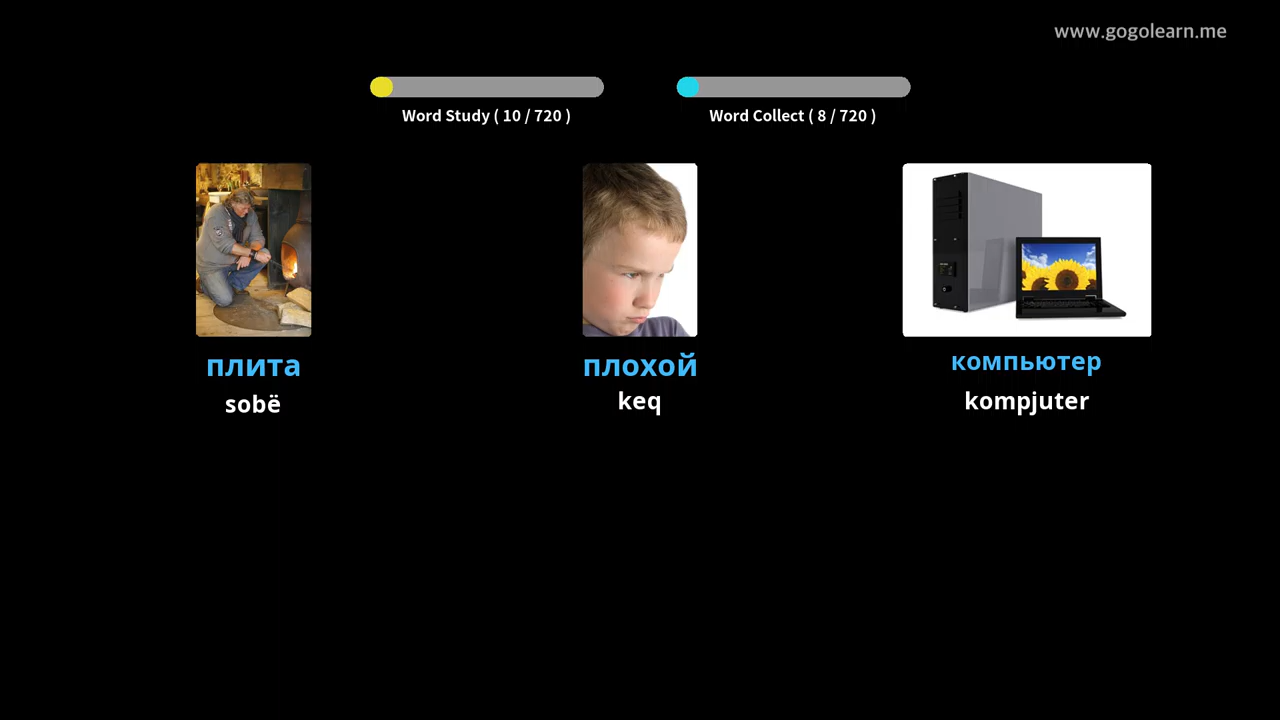 www.gogolearn.me
Word Study ( 10 / 720 )
Word Collect ( 8 / 720 )
плита
sobë
плохой
keq
компьютер
kompjuter